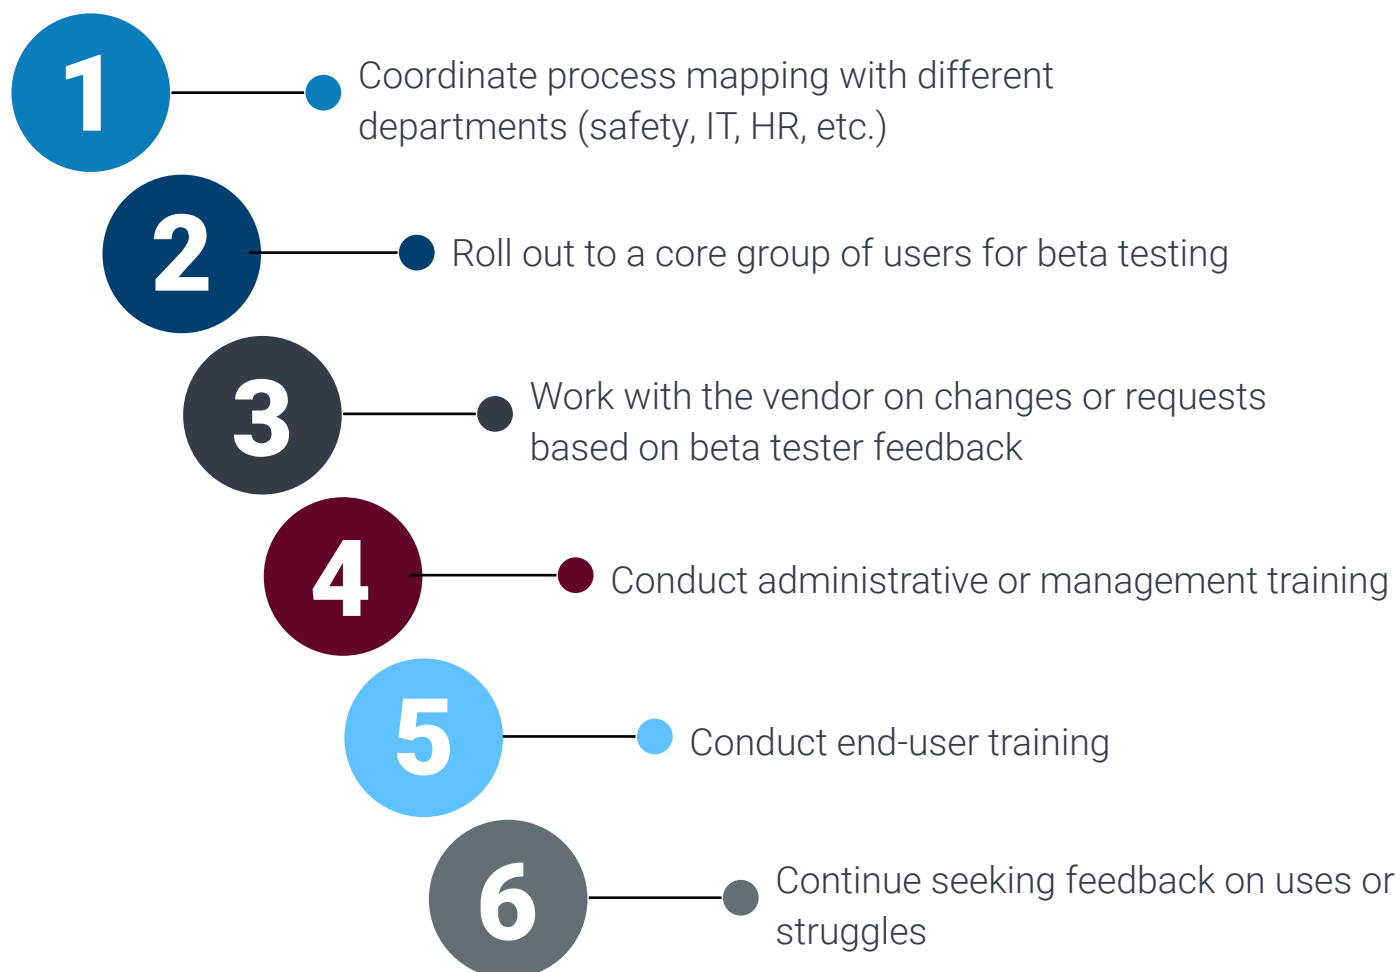 1
Coordinate process mapping with different
departments (safety, IT, HR, etc.)
2
Roll out to a core group of users for beta testing
3
Work with the vendor on changes or requests
based on beta tester feedback
4
Conduct administrative or management training
5
Conduct end-user training
6
Continue seeking feedback on uses or
struggles